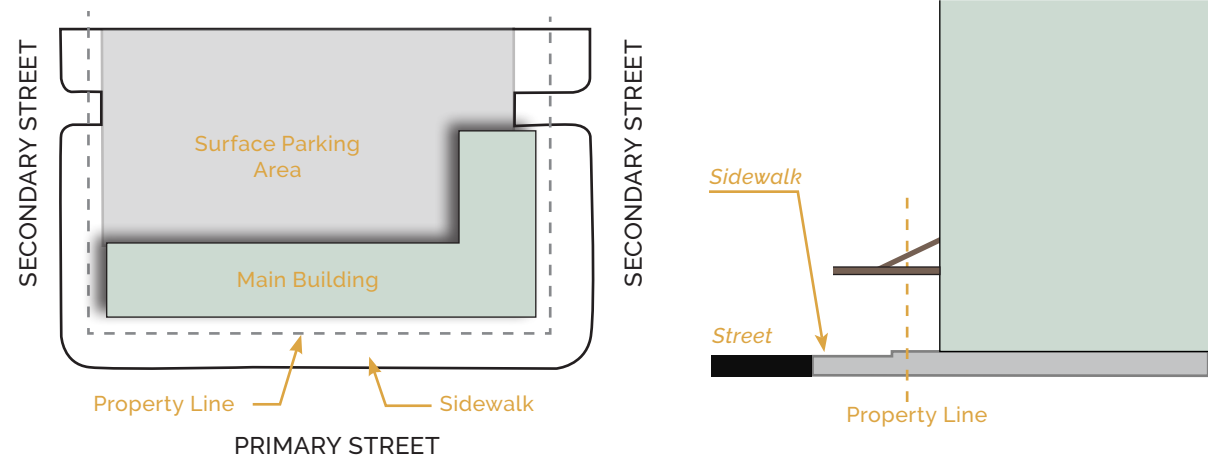 SECONDARY STREET
Surface Parking
Area
Main Building
Property Line
Sidewalk
PRIMARY STREET
SECONDARY STREET
Sidewalk
Street
Property Line